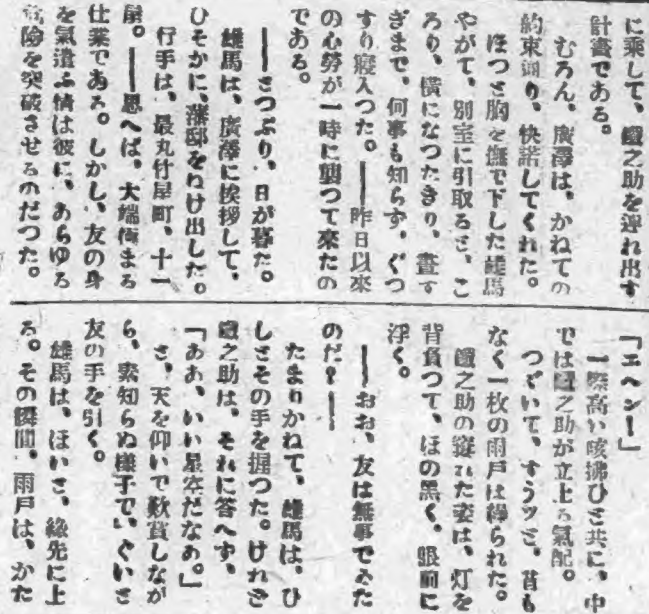 に乘して、鐵之助を連れ出す
計畫である。
むろん、廣澤は、かねての
約束通り、快諾してくれた。
ほつと胸を撫で下した雄馬
やがて、別室に引取ると、こ
ろり、橫になつたきり、晝す
ぎまで、何事も知らず、ぐつ
すり寢入つた。――昨日以來
の心勞が一時に襲つて來たの
である。
――とつぷり、日が暮た。
雄馬は、廣澤に挨拶して、
ひそかに、藩邸をぬけ出した。
行手は、最丸竹屋町、十一
屋。――思へば、大膽極まる
仕業である。しかし、友の身
を氣遣ふ情は彼に、あらゆる
危險を突破させるのだつた。
「エヘンー」
一際高い咳拂ひと共に、中
では鐵之助が立上る氣配。
つゞいて、すうツと、音も
なく一枚の雨戶は繰られた。
鐵之助の窶れた姿は、灯を
背負つて、ほの黑く、眼前に
浮く。
――おお、友は無事でゐた
のだ！――
たまりかねて、雄馬は、ひ
しとその手を握つた。けれど
鐵之助は、それに答へず、
「ああ、いい星空だなあ。」
と、天を仰いで歎賞しなが
ら、素知らぬ樣子で、ぐいと
友の手を引く。
雄馬は、ほいと、緣先に上
る。その瞬間、雨戶は、かた